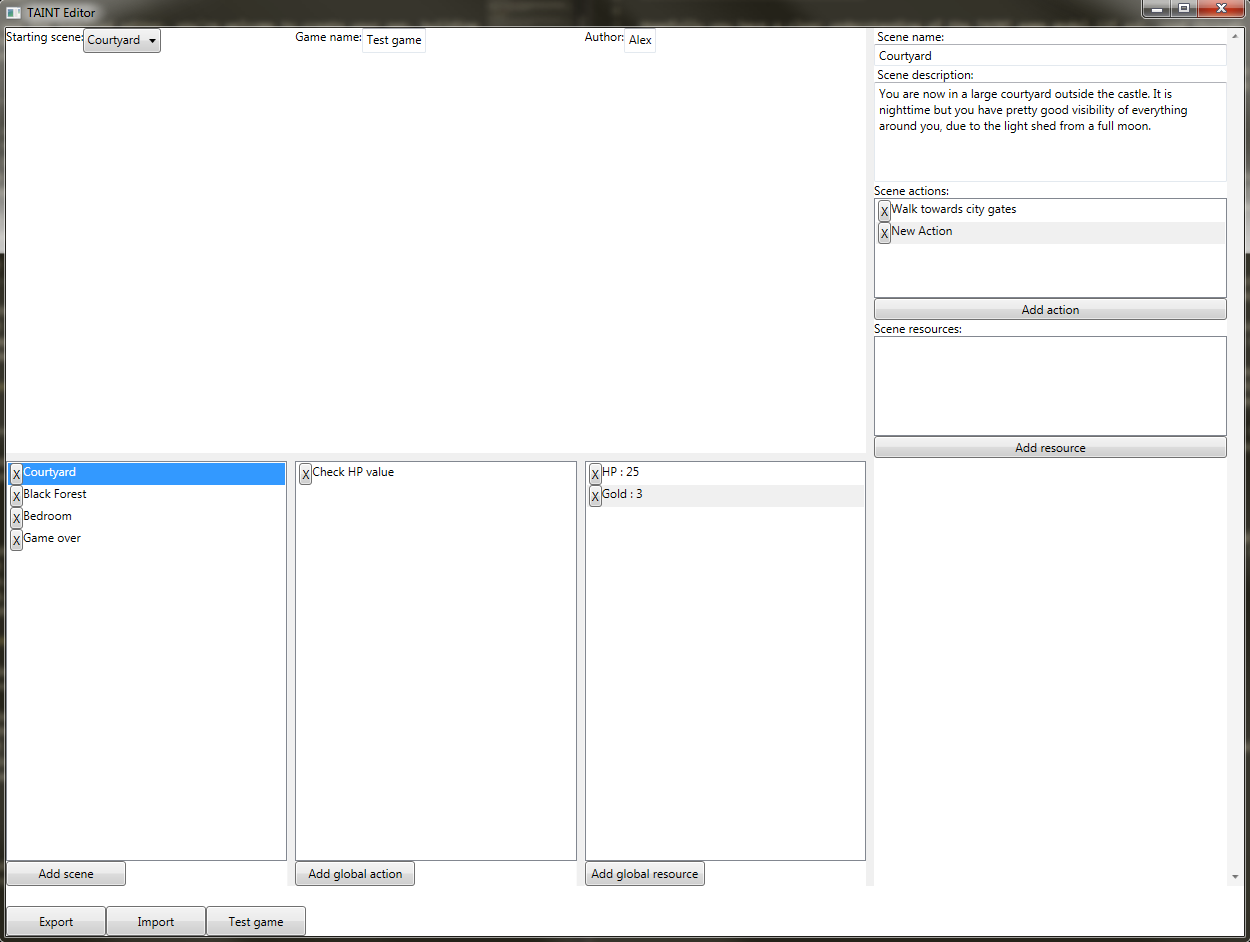 TAINT Editor
Starting scene: Courtyard
Game name: Test game
Author: Alex
Scene name:
Courtyard
Scene description:
You are now in a large courtyard outside the castle. It is
nighttime but you have pretty good visibility of everything
around you, due to the light shed from a full moon.
Scene actions:
X Walk towards city gates
X New Action
Add action
Scene resources:
Add resource
X Courtyard
X Black Forest
X Bedroom
X Game over
Add scene
X Check HP value
Add global action
X HP : 25
X Gold : 3
Add global resource
Export
Import
Test game